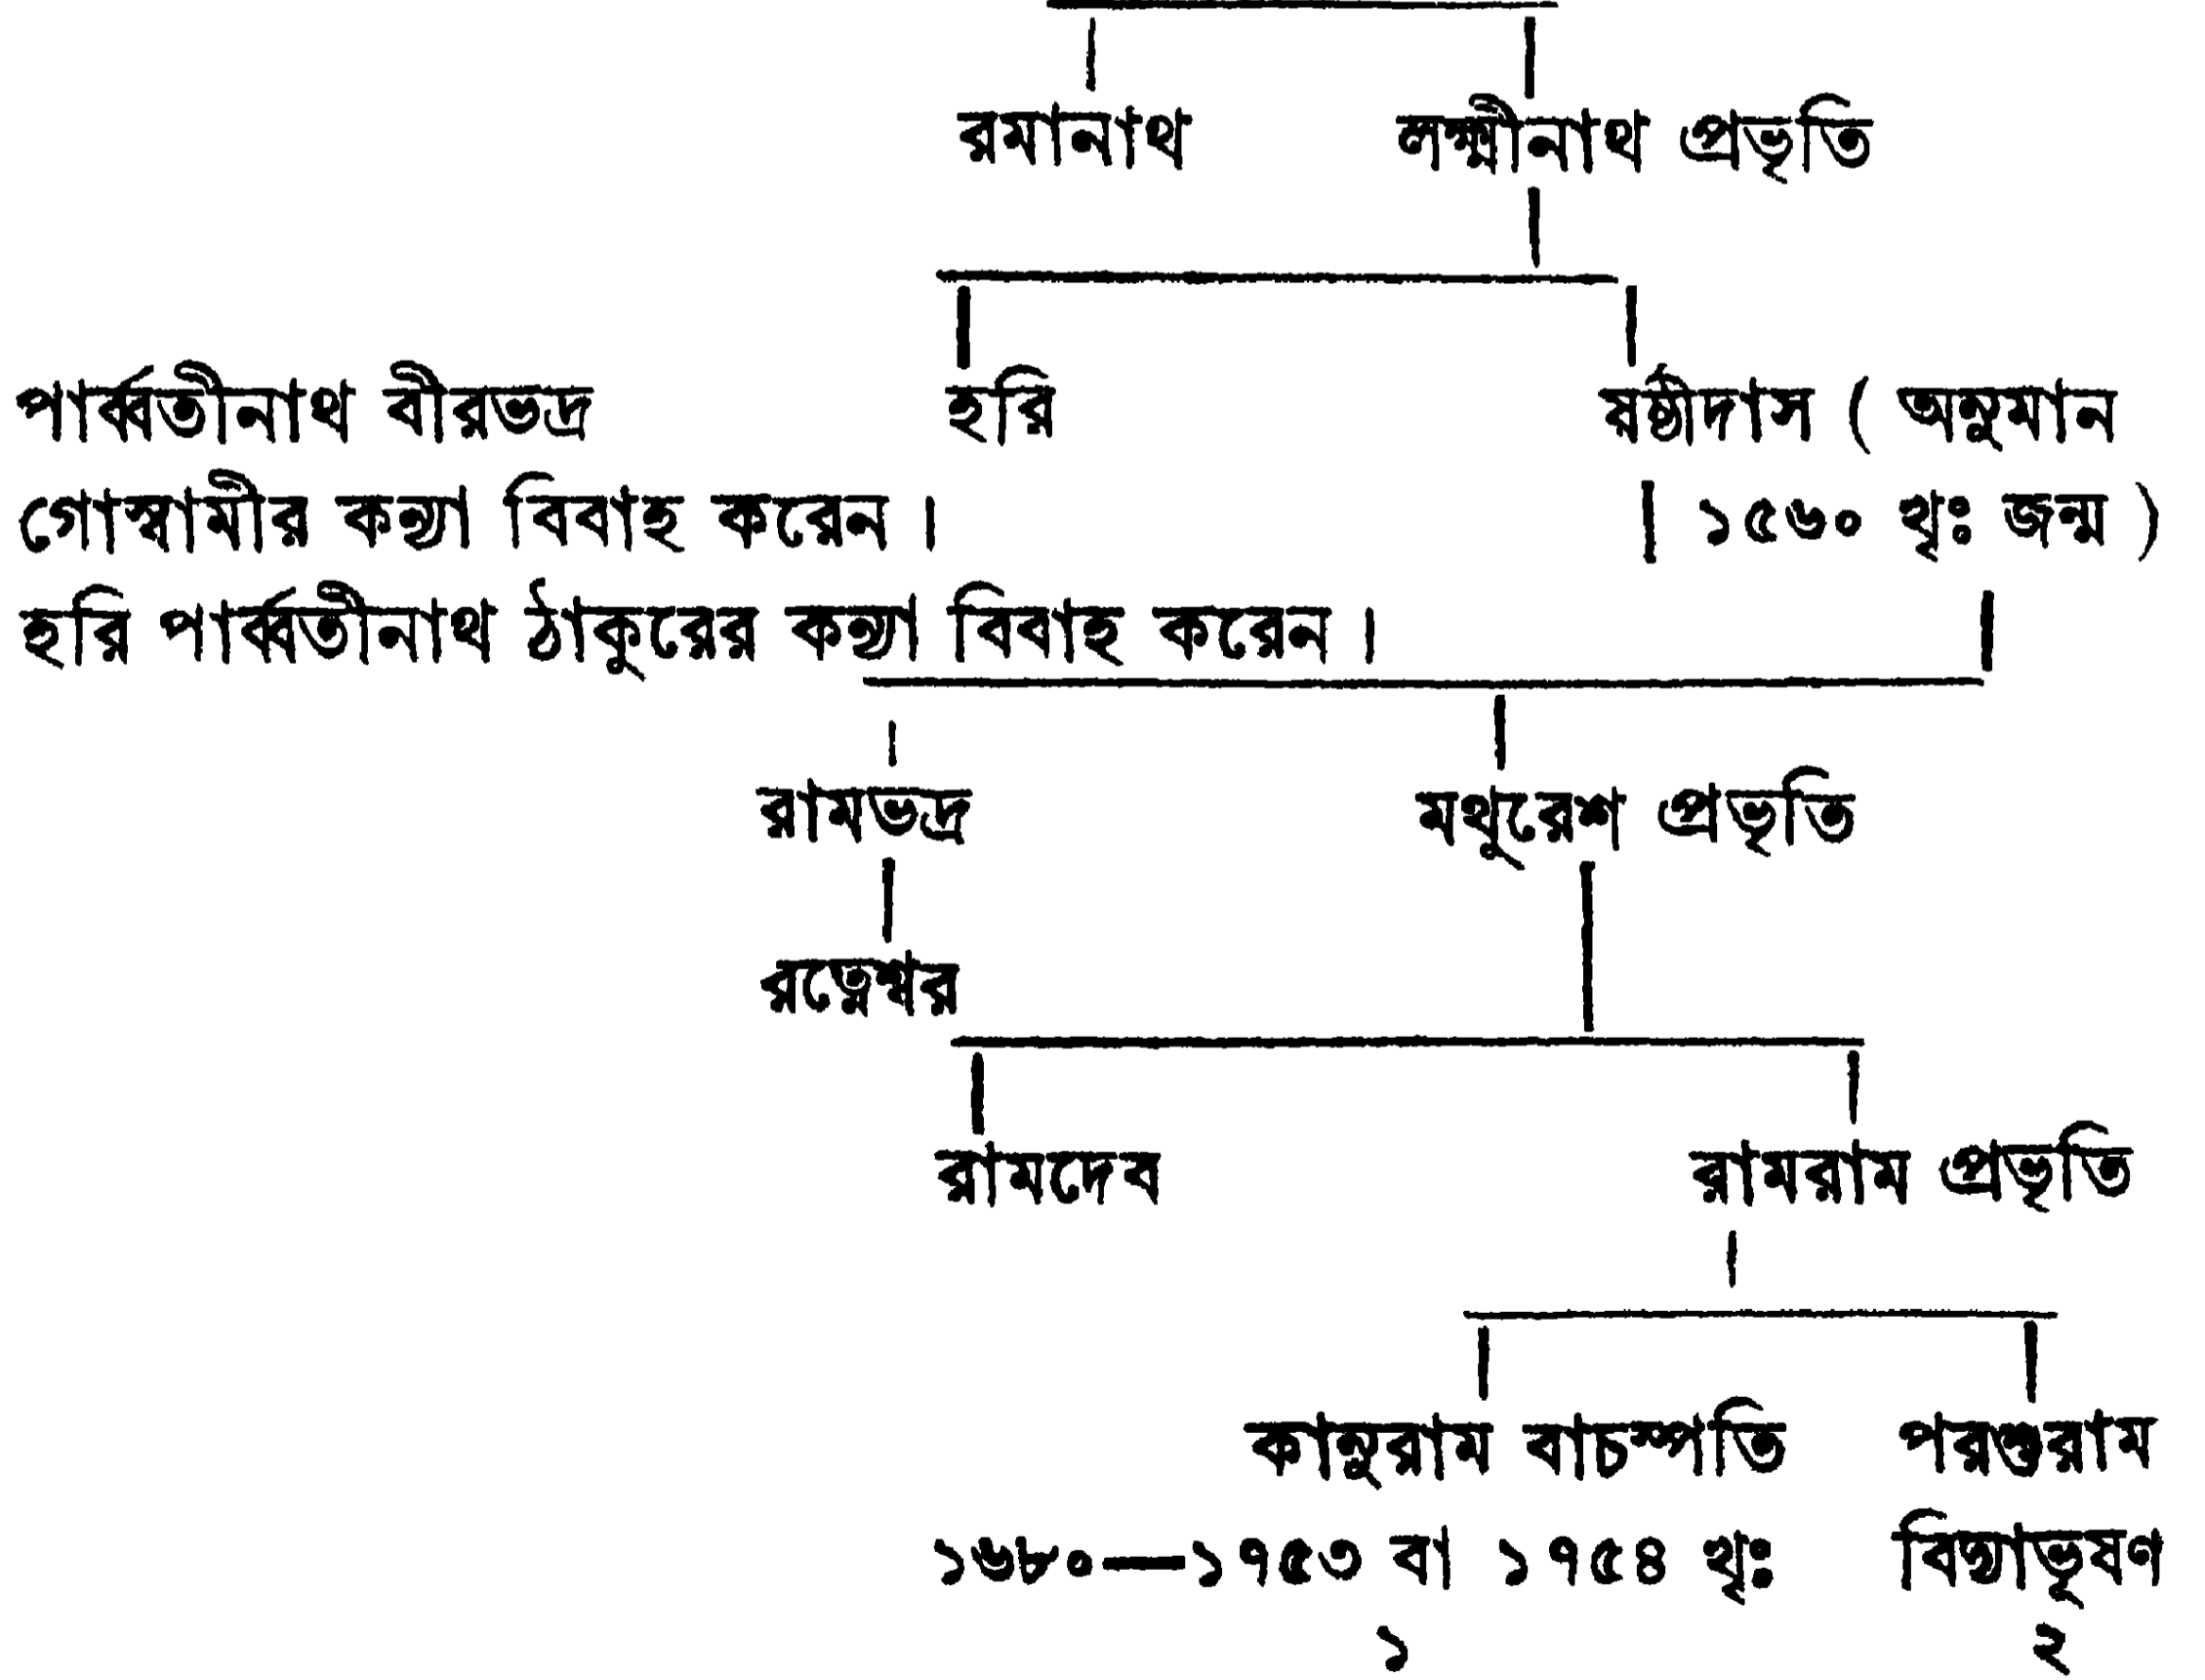 রমানাথ লক্ষ্মীনাথ প্রভৃতি
পার্ব্বতীনাথ বীরভদ্র হরি ষষ্ঠীদাস ( অনুমান
গোস্বামীর কন্যা বিবাহ করেন । ১৫৬০ খৃঃ জন্ম )
হরি পার্ব্বতীনাথ ঠাকুরের কন্যা বিবাহ করেন ।
রামভদ্র মথুরেশ প্রভৃতি
রত্নেশ্বর
রামদেব রামরাম প্রভৃতি
কানুরাম বাচস্পতি পরশুরাম
১৬৮০—১৭৫৩ বা ১৭৫৪ খৃঃ বিদ্যাভূষণ
১ ২